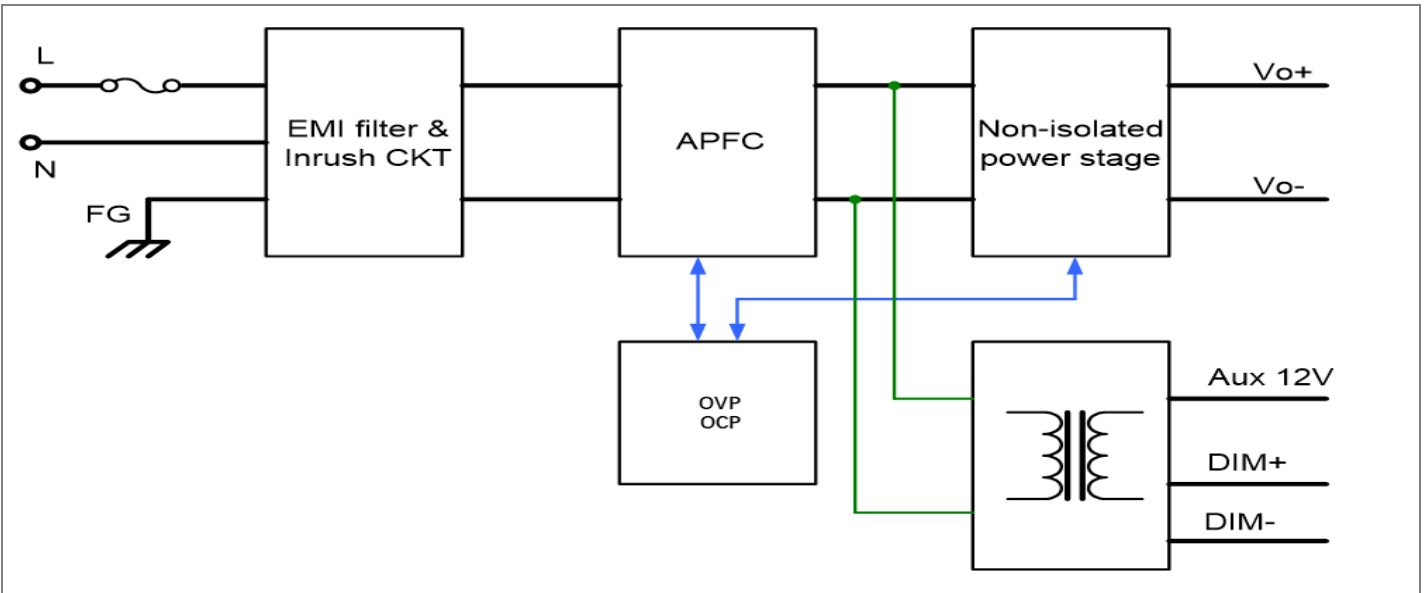 L
N
FG
EMI filter &
Inrush CKT
APFC
Non-isolated
power stage
Vo+
Vo-
OVP
OCP
Aux 12V
DIM+
DIM-